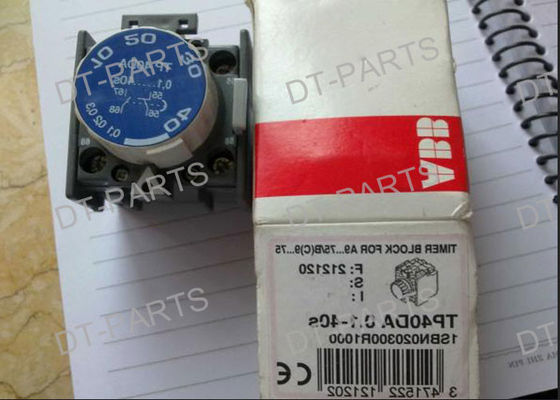 DT-PARTS
50
30
40
ABB
TIMER BLOCK FOR A9...75/B(C)9...75
F: 212120
S:
I:
TP40DA 0.1-40s
1SBN020300R1000
CE
3 471522 121202